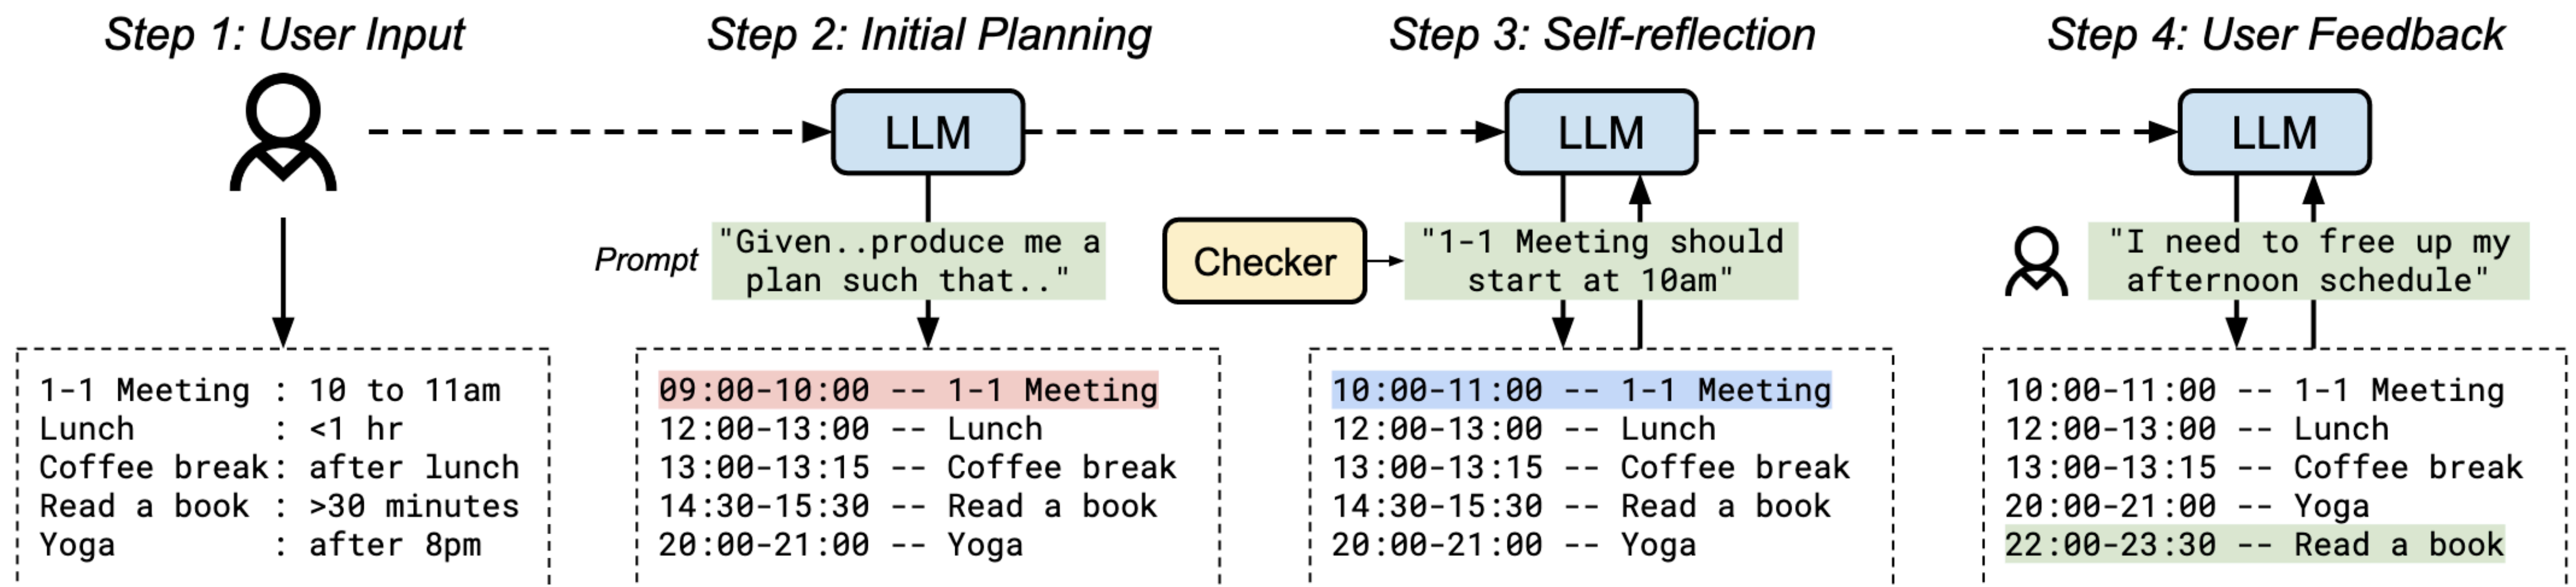 Step 1: User Input
Step 2: Initial Planning
Step 3: Self-reflection
Step 4: User Feedback
LLM
LLM
LLM
Prompt
"Given..produce me a
plan such that.."
Checker
"1-1 Meeting should
start at 10am"
"I need to free up my
afternoon schedule"
1-1 Meeting : 10 to 11am
Lunch : <1 hr
Coffee break: after lunch
Read a book : >30 minutes
Yoga : after 8pm
09:00-10:00 -- 1-1 Meeting
12:00-13:00 -- Lunch
13:00-13:15 -- Coffee break
14:30-15:30 -- Read a book
20:00-21:00 -- Yoga
10:00-11:00 -- 1-1 Meeting
12:00-13:00 -- Lunch
13:00-13:15 -- Coffee break
14:30-15:30 -- Read a book
20:00-21:00 -- Yoga
10:00-11:00 -- 1-1 Meeting
12:00-13:00 -- Lunch
13:00-13:15 -- Coffee break
20:00-21:00 -- Yoga
22:00-23:30 -- Read a book